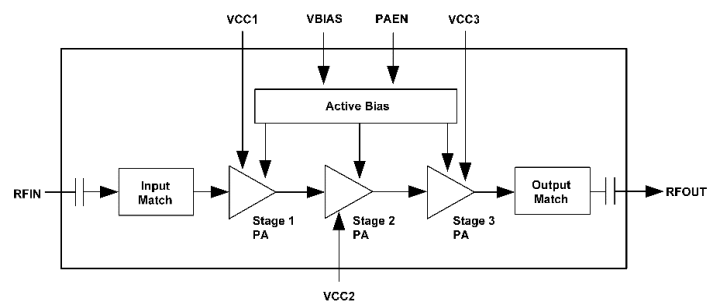 VCC1
VBIAS
PAEN
VCC3
Active Bias
RFIN
Input
Match
Stage 1
PA
Stage 2
PA
Stage 3
PA
Output
Match
RFOUT
VCC2